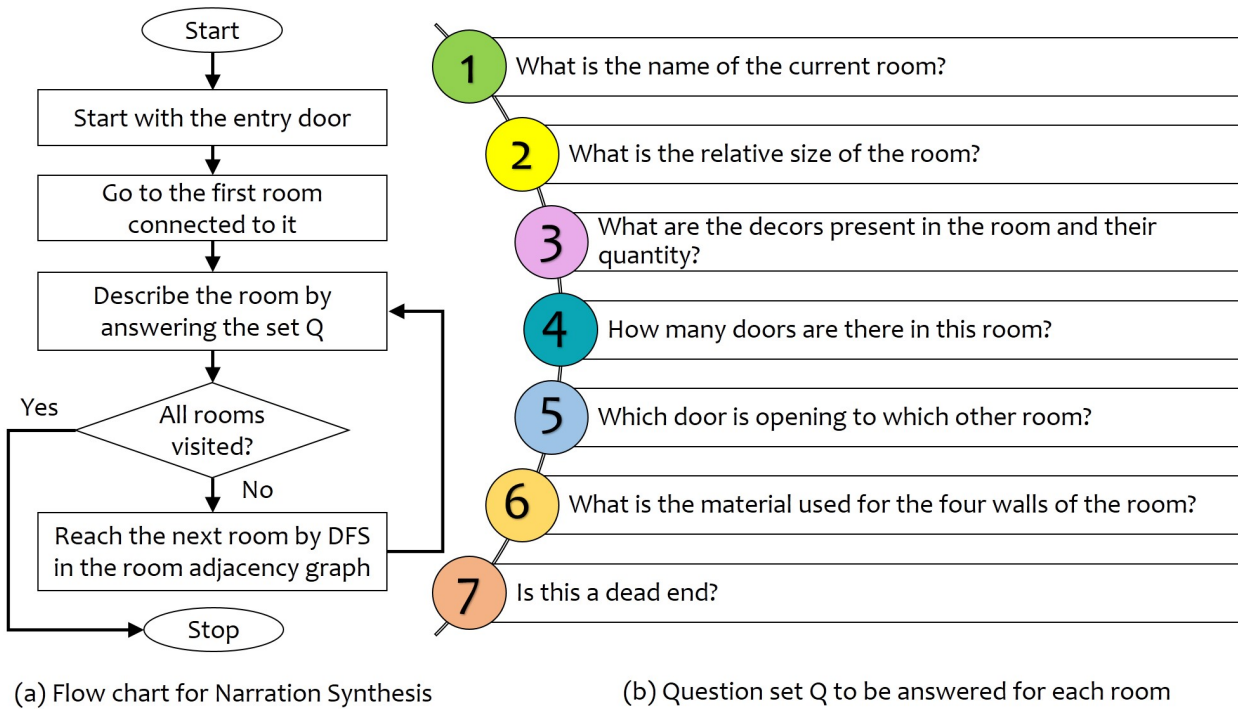 Start
Start with the entry door
Go to the first room
connected to it
Describe the room by
answering the set Q
All rooms
visited?
Yes
No
Reach the next room by DFS
in the room adjacency graph
Stop
(a) Flow chart for Narration Synthesis
1
What is the name of the current room?
2
What is the relative size of the room?
3
What are the decors present in the room and their
quantity?
4
How many doors are there in this room?
5
Which door is opening to which other room?
6
What is the material used for the four walls of the room?
7
Is this a dead end?
(b) Question set Q to be answered for each room